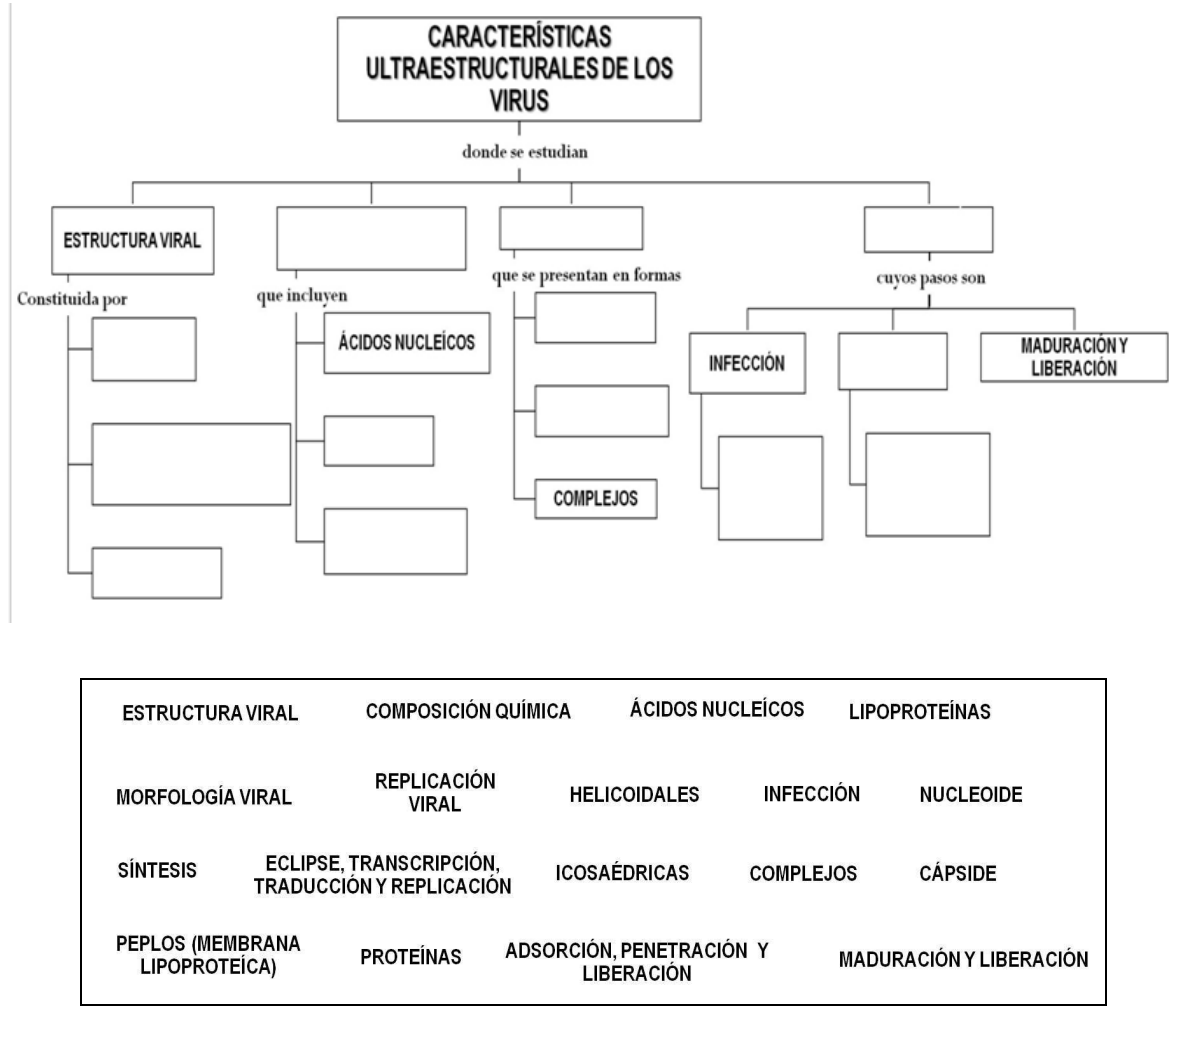 CARACTERÍSTICAS
ULTRAESTRUCTURALES DE LOS
VIRUS
donde se estudian
ESTRUCTURA VIRAL
Constituida por
que incluyen
ÁCIDOS NUCLEÍCOS
que se presentan en formas
COMPLEJOS
cuyos pasos son
INFECCIÓN
MADURACIÓN Y
LIBERACIÓN
ESTRUCTURA VIRAL
COMPOSICIÓN QUÍMICA
ÁCIDOS NUCLEÍCOS
LIPOPROTEÍNAS
MORFOLOGÍA VIRAL
REPLICACIÓN
VIRAL
HELICOIDALES
INFECCIÓN
NUCLEOIDE
SÍNTESIS
ECLIPSE, TRANSCRIPCIÓN,
TRADUCCIÓN Y REPLICACIÓN
ICOSAÉDRICAS
COMPLEJOS
CÁPSIDE
PEPLOS (MEMBRANA
LIPOPROTEÍCA)
PROTEÍNAS
ADSORCIÓN, PENETRACIÓN Y
LIBERACIÓN
MADURACIÓN Y LIBERACIÓN